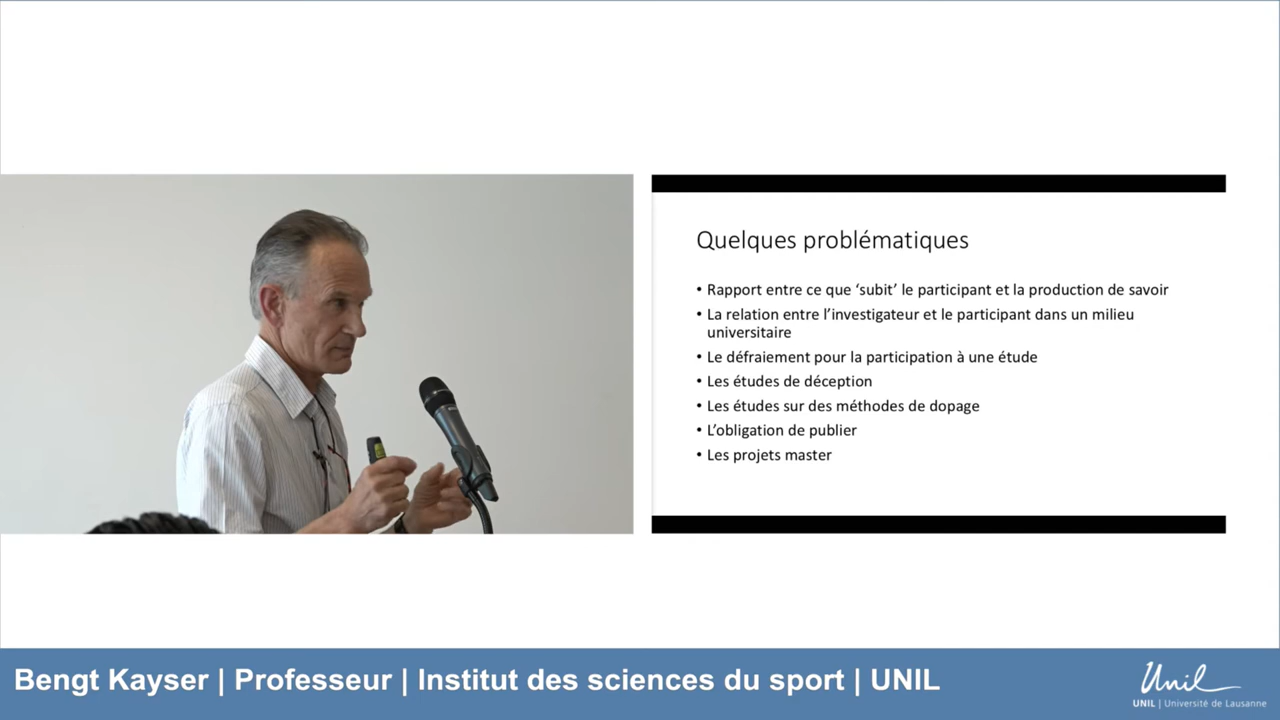 Quelques problématiques
• Rapport entre ce que ‘subit’ le participant et la production de savoir
• La relation entre l’investigateur et le participant dans un milieu
universitaire
• Le défraiement pour la participation à une étude
• Les études de déception
• Les études sur des méthodes de dopage
• L’obligation de publier
• Les projets master
Bengt Kayser | Professeur | Institut des sciences du sport | UNIL
Unil
UNIL | Université de Lausanne